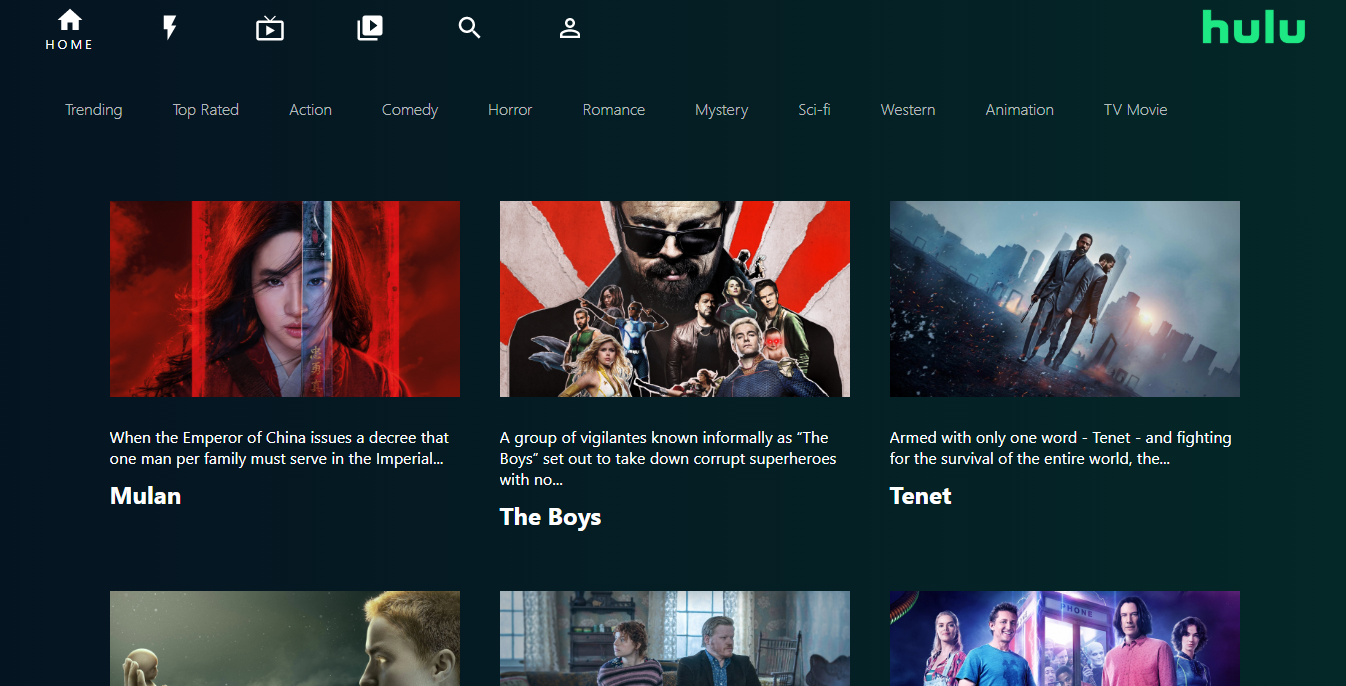 HOME
hulu
Trending Top Rated Action Comedy Horror Romance Mystery Sci-fi Western Animation TV Movie
When the Emperor of China issues a decree that
one man per family must serve in the Imperial...
Mulan
A group of vigilantes known informally as “The
Boys” set out to take down corrupt superheroes
with no...
The Boys
Armed with only one word - Tenet - and fighting
for the survival of the entire world, the...
Tenet
PHONE